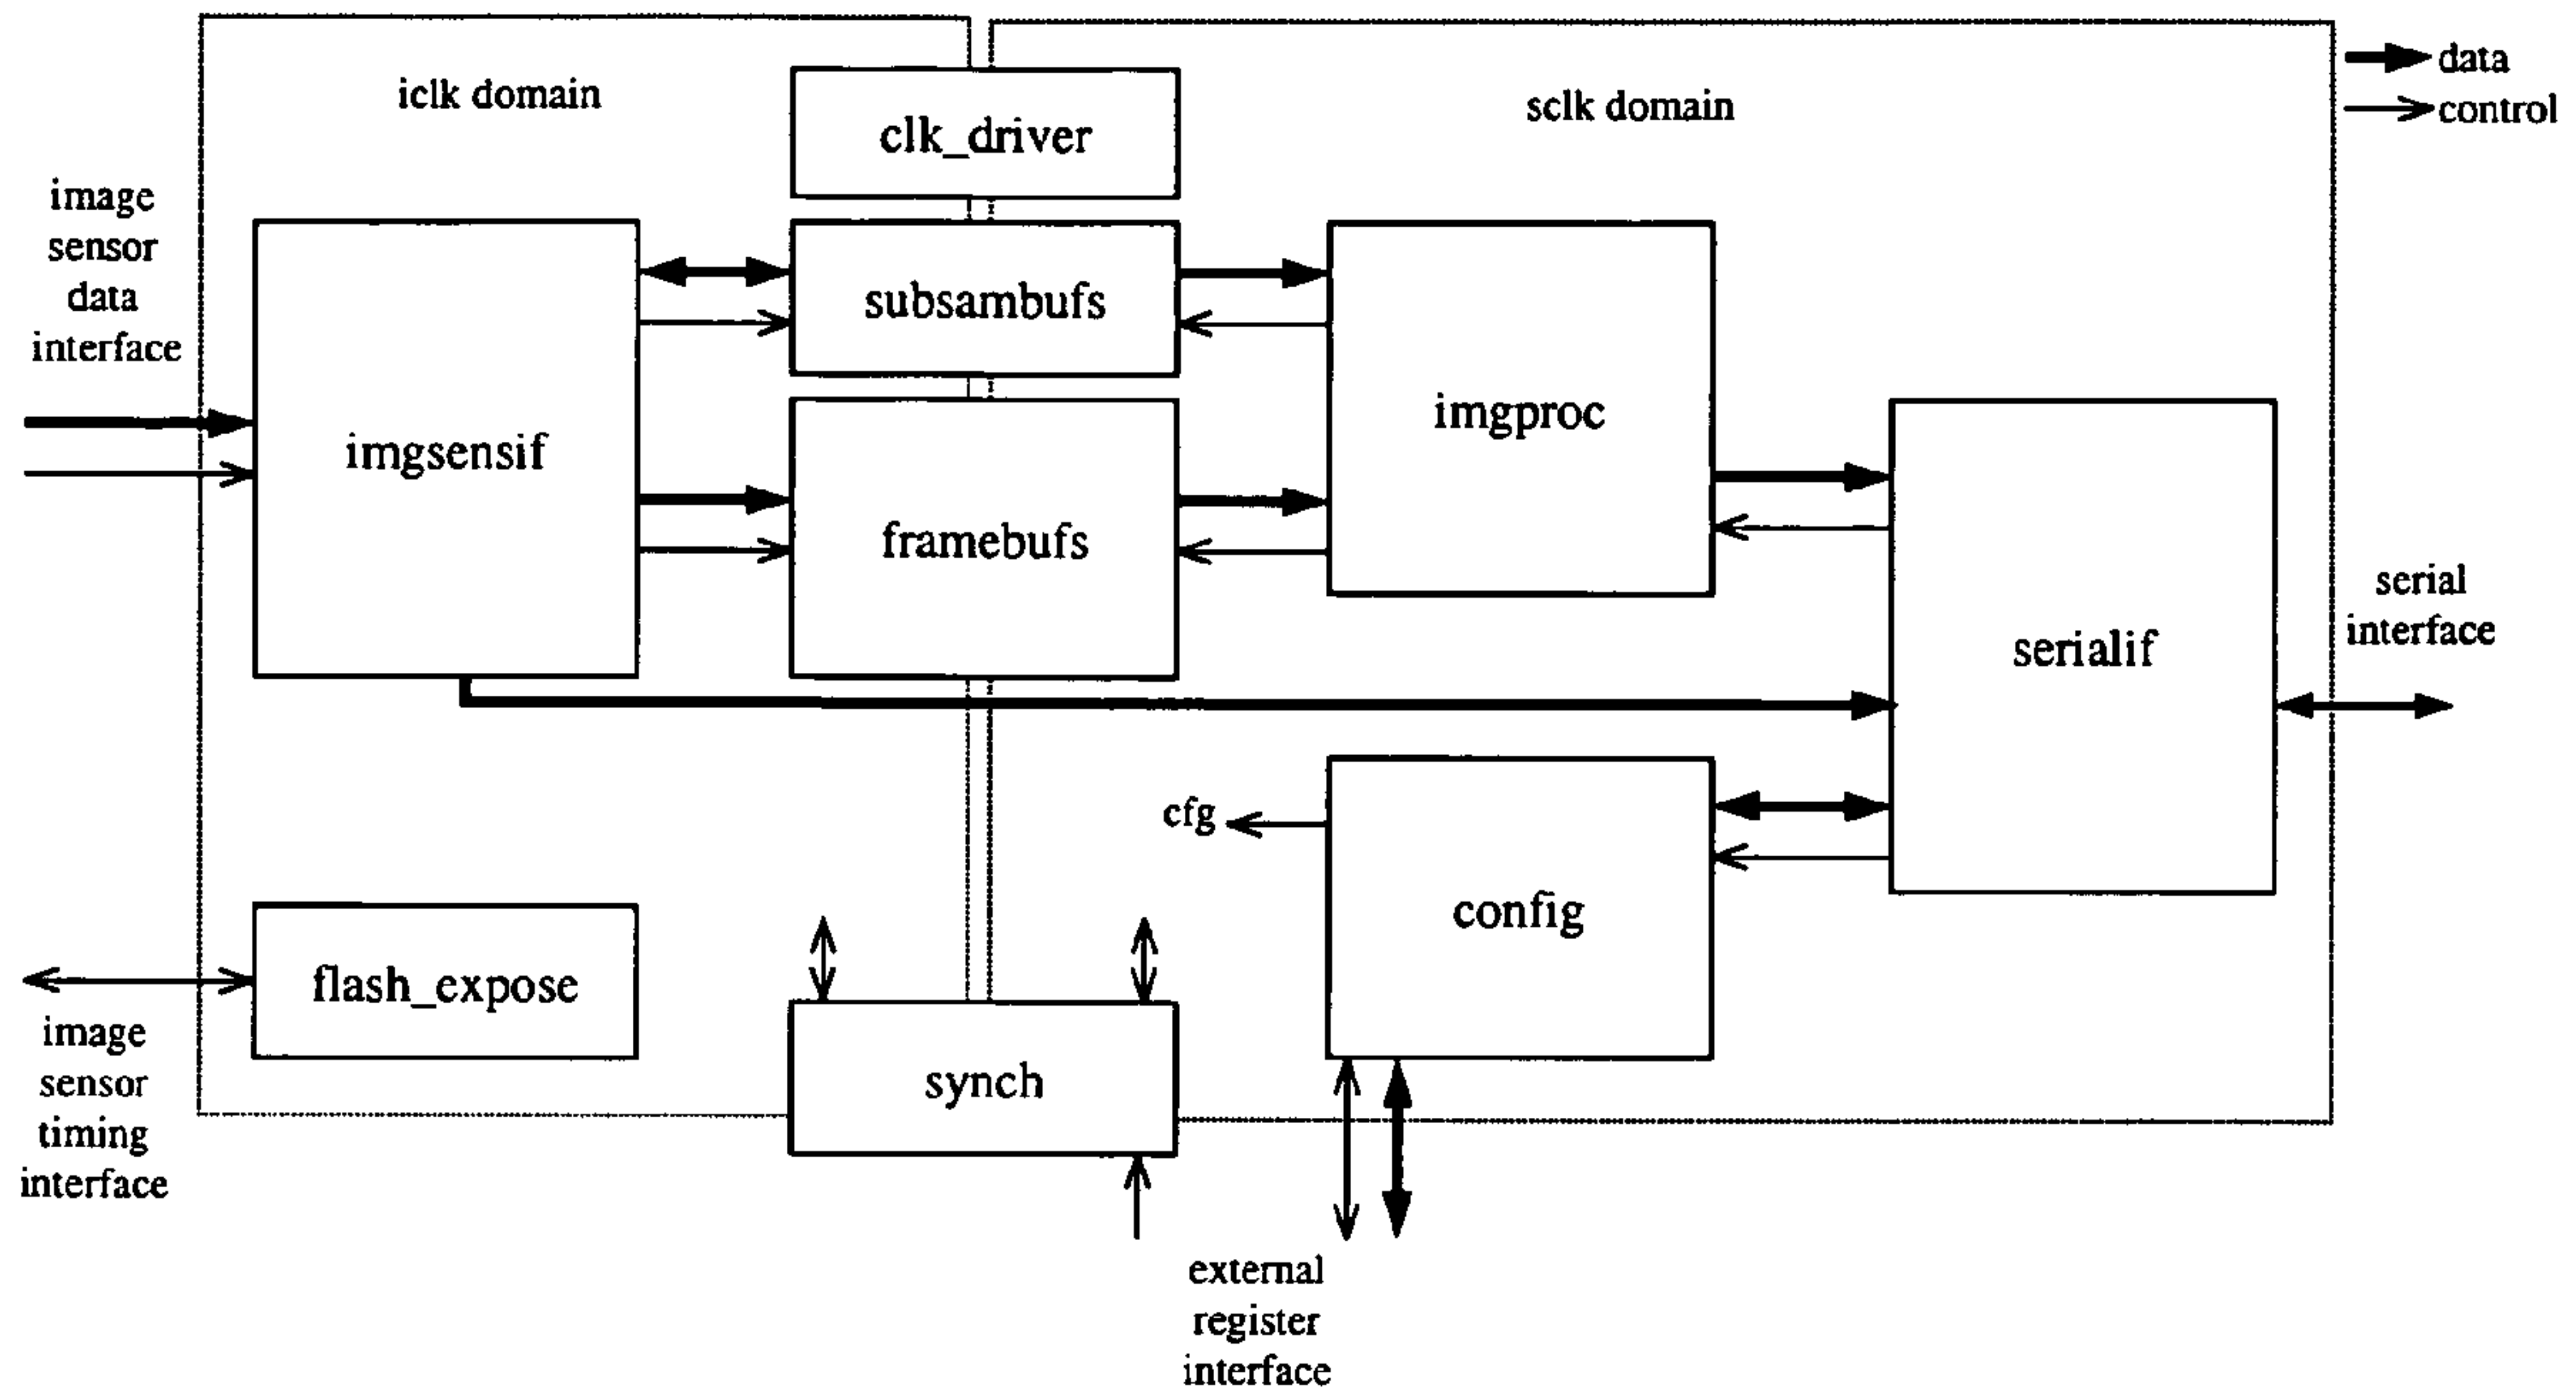 iclk domain
sclk domain
data
control
clk_driver
image
sensor
data
interface
subsambufs
imgsensif
framebufs
imgproc
serialif
serial
interface
cfg
config
flash_expose
synch
image
sensor
timing
interface
external
register
interface